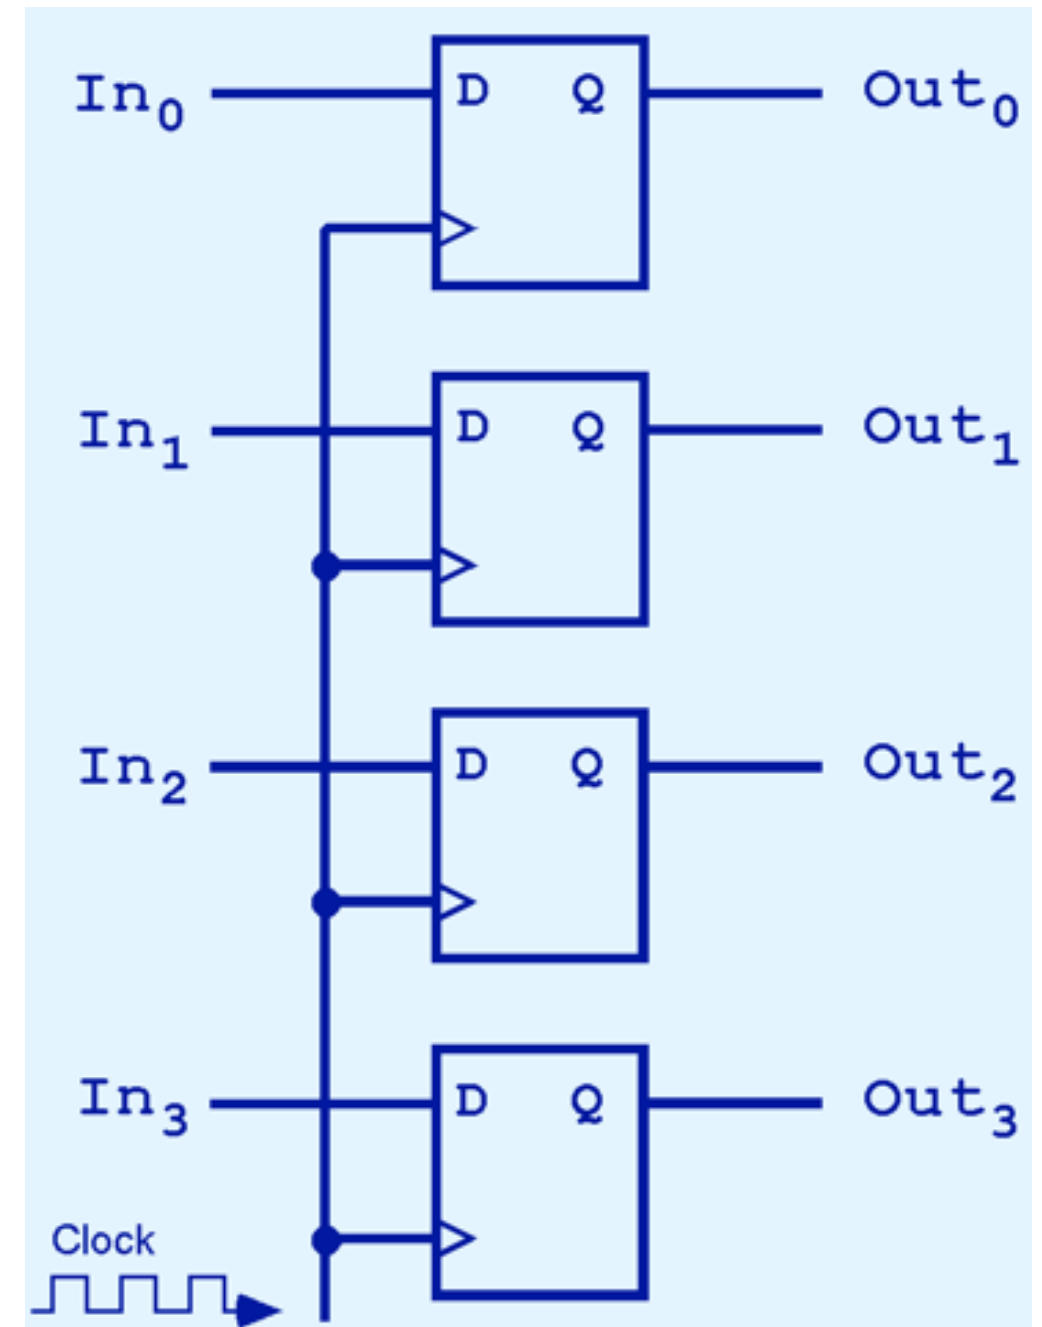 In0 D Q Out0
In1 D Q Out1
In2 D Q Out2
In3 D Q Out3
Clock